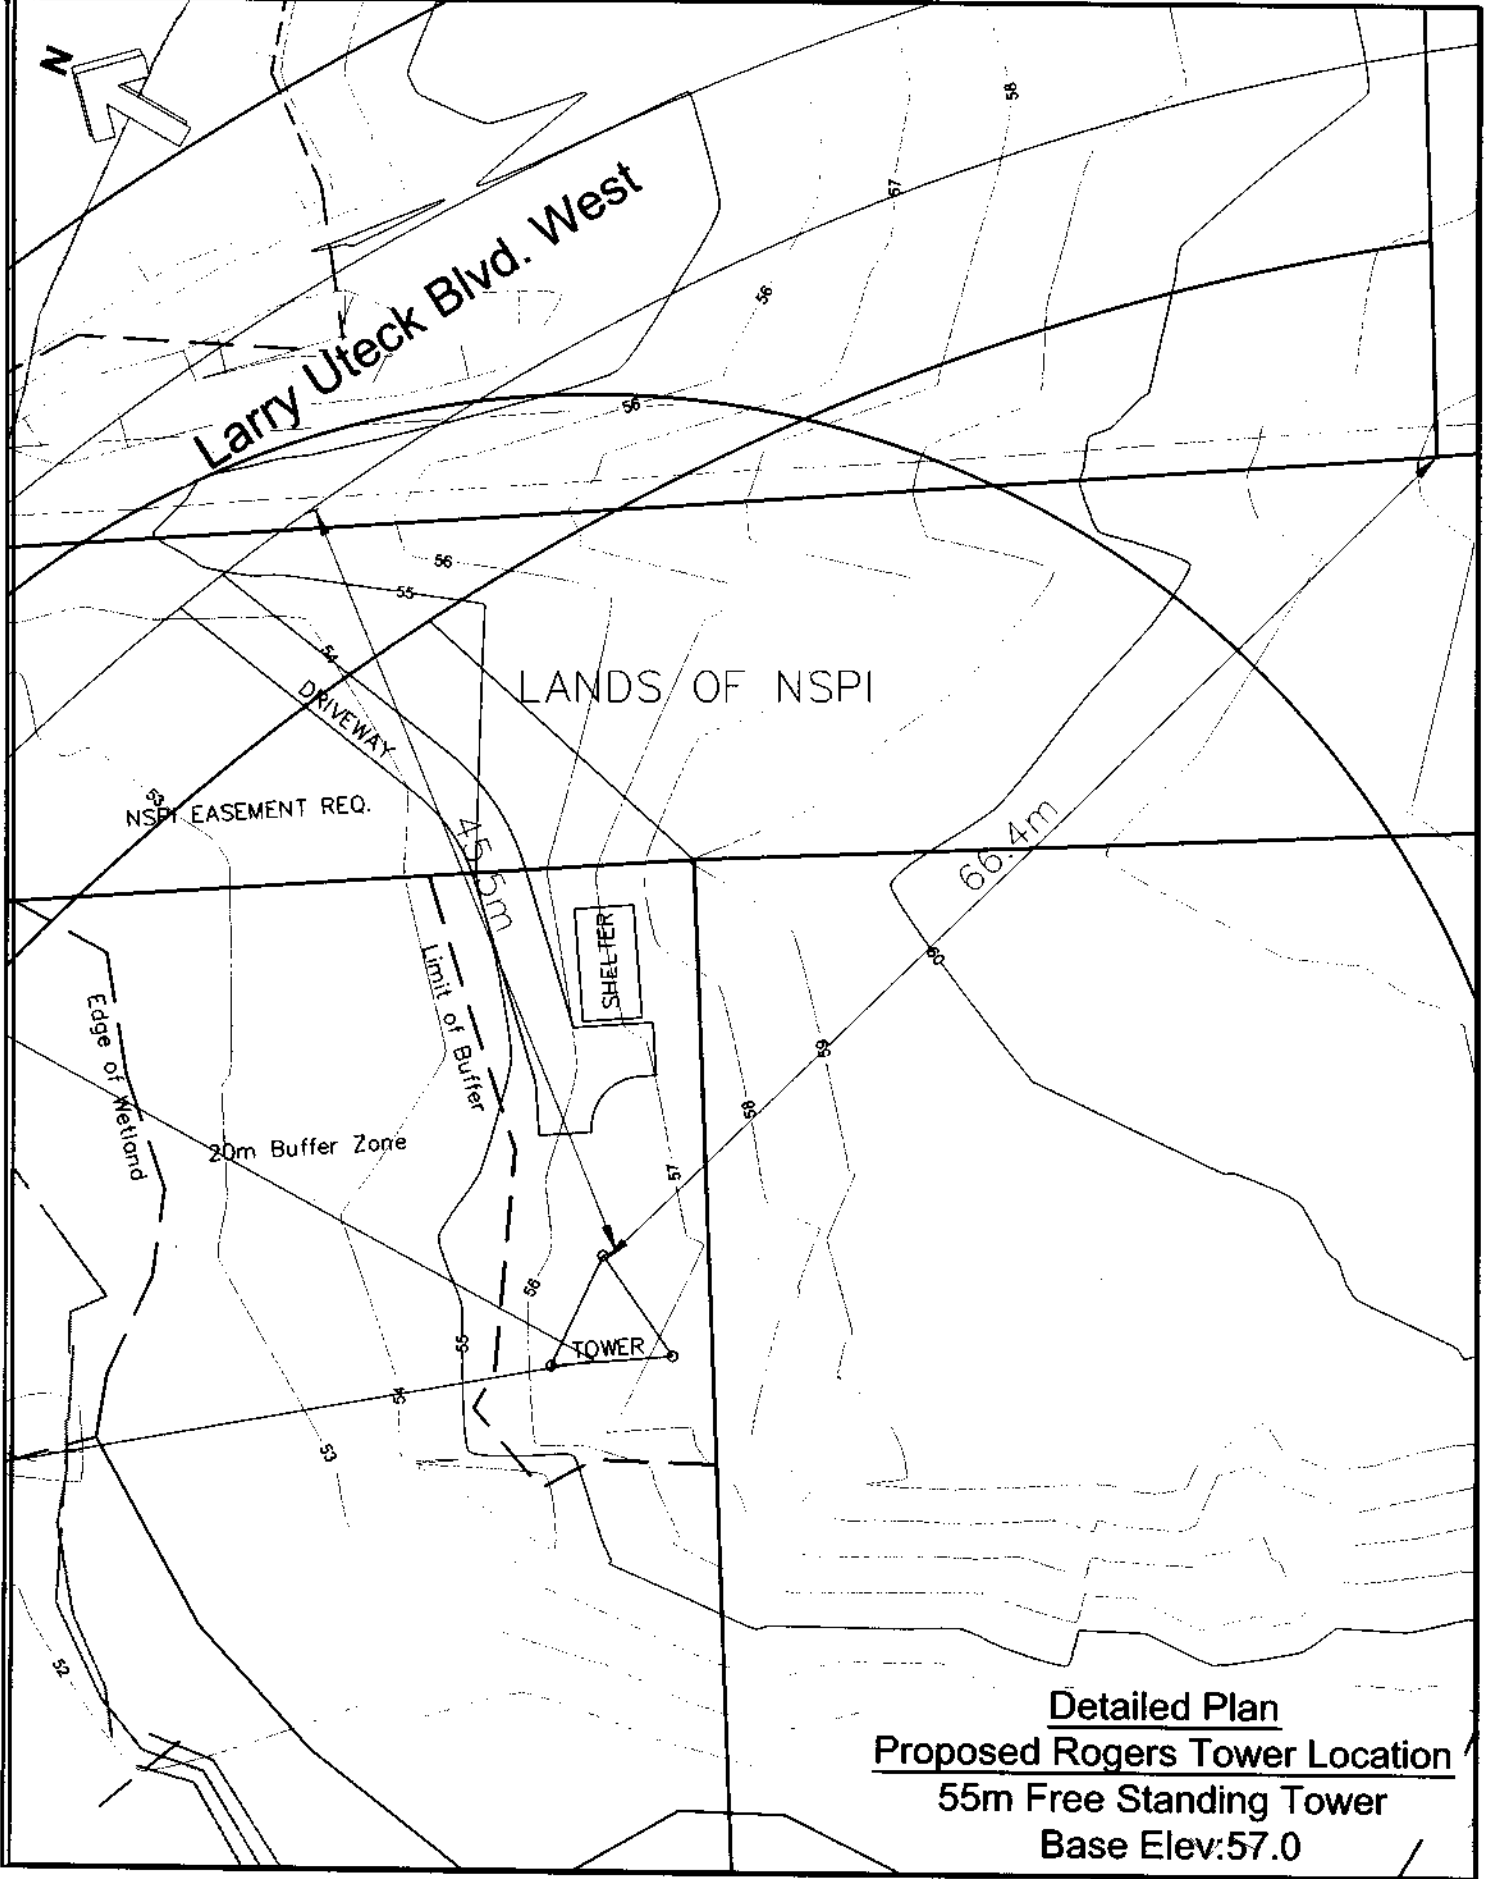 N
58
57
Larry Uteck Blvd. West
56
56
56
55
54
LANDS OF NSPI
DRIVEWAY
53
NSPI EASEMENT REQ.
45.5m
66.4m
SHELTER
Limit of Buffer
60
Edge of Wetland
59
58
20m Buffer Zone
57
56
55
TOWER
54
53
52
Detailed Plan
Proposed Rogers Tower Location
55m Free Standing Tower
Base Elev:57.0